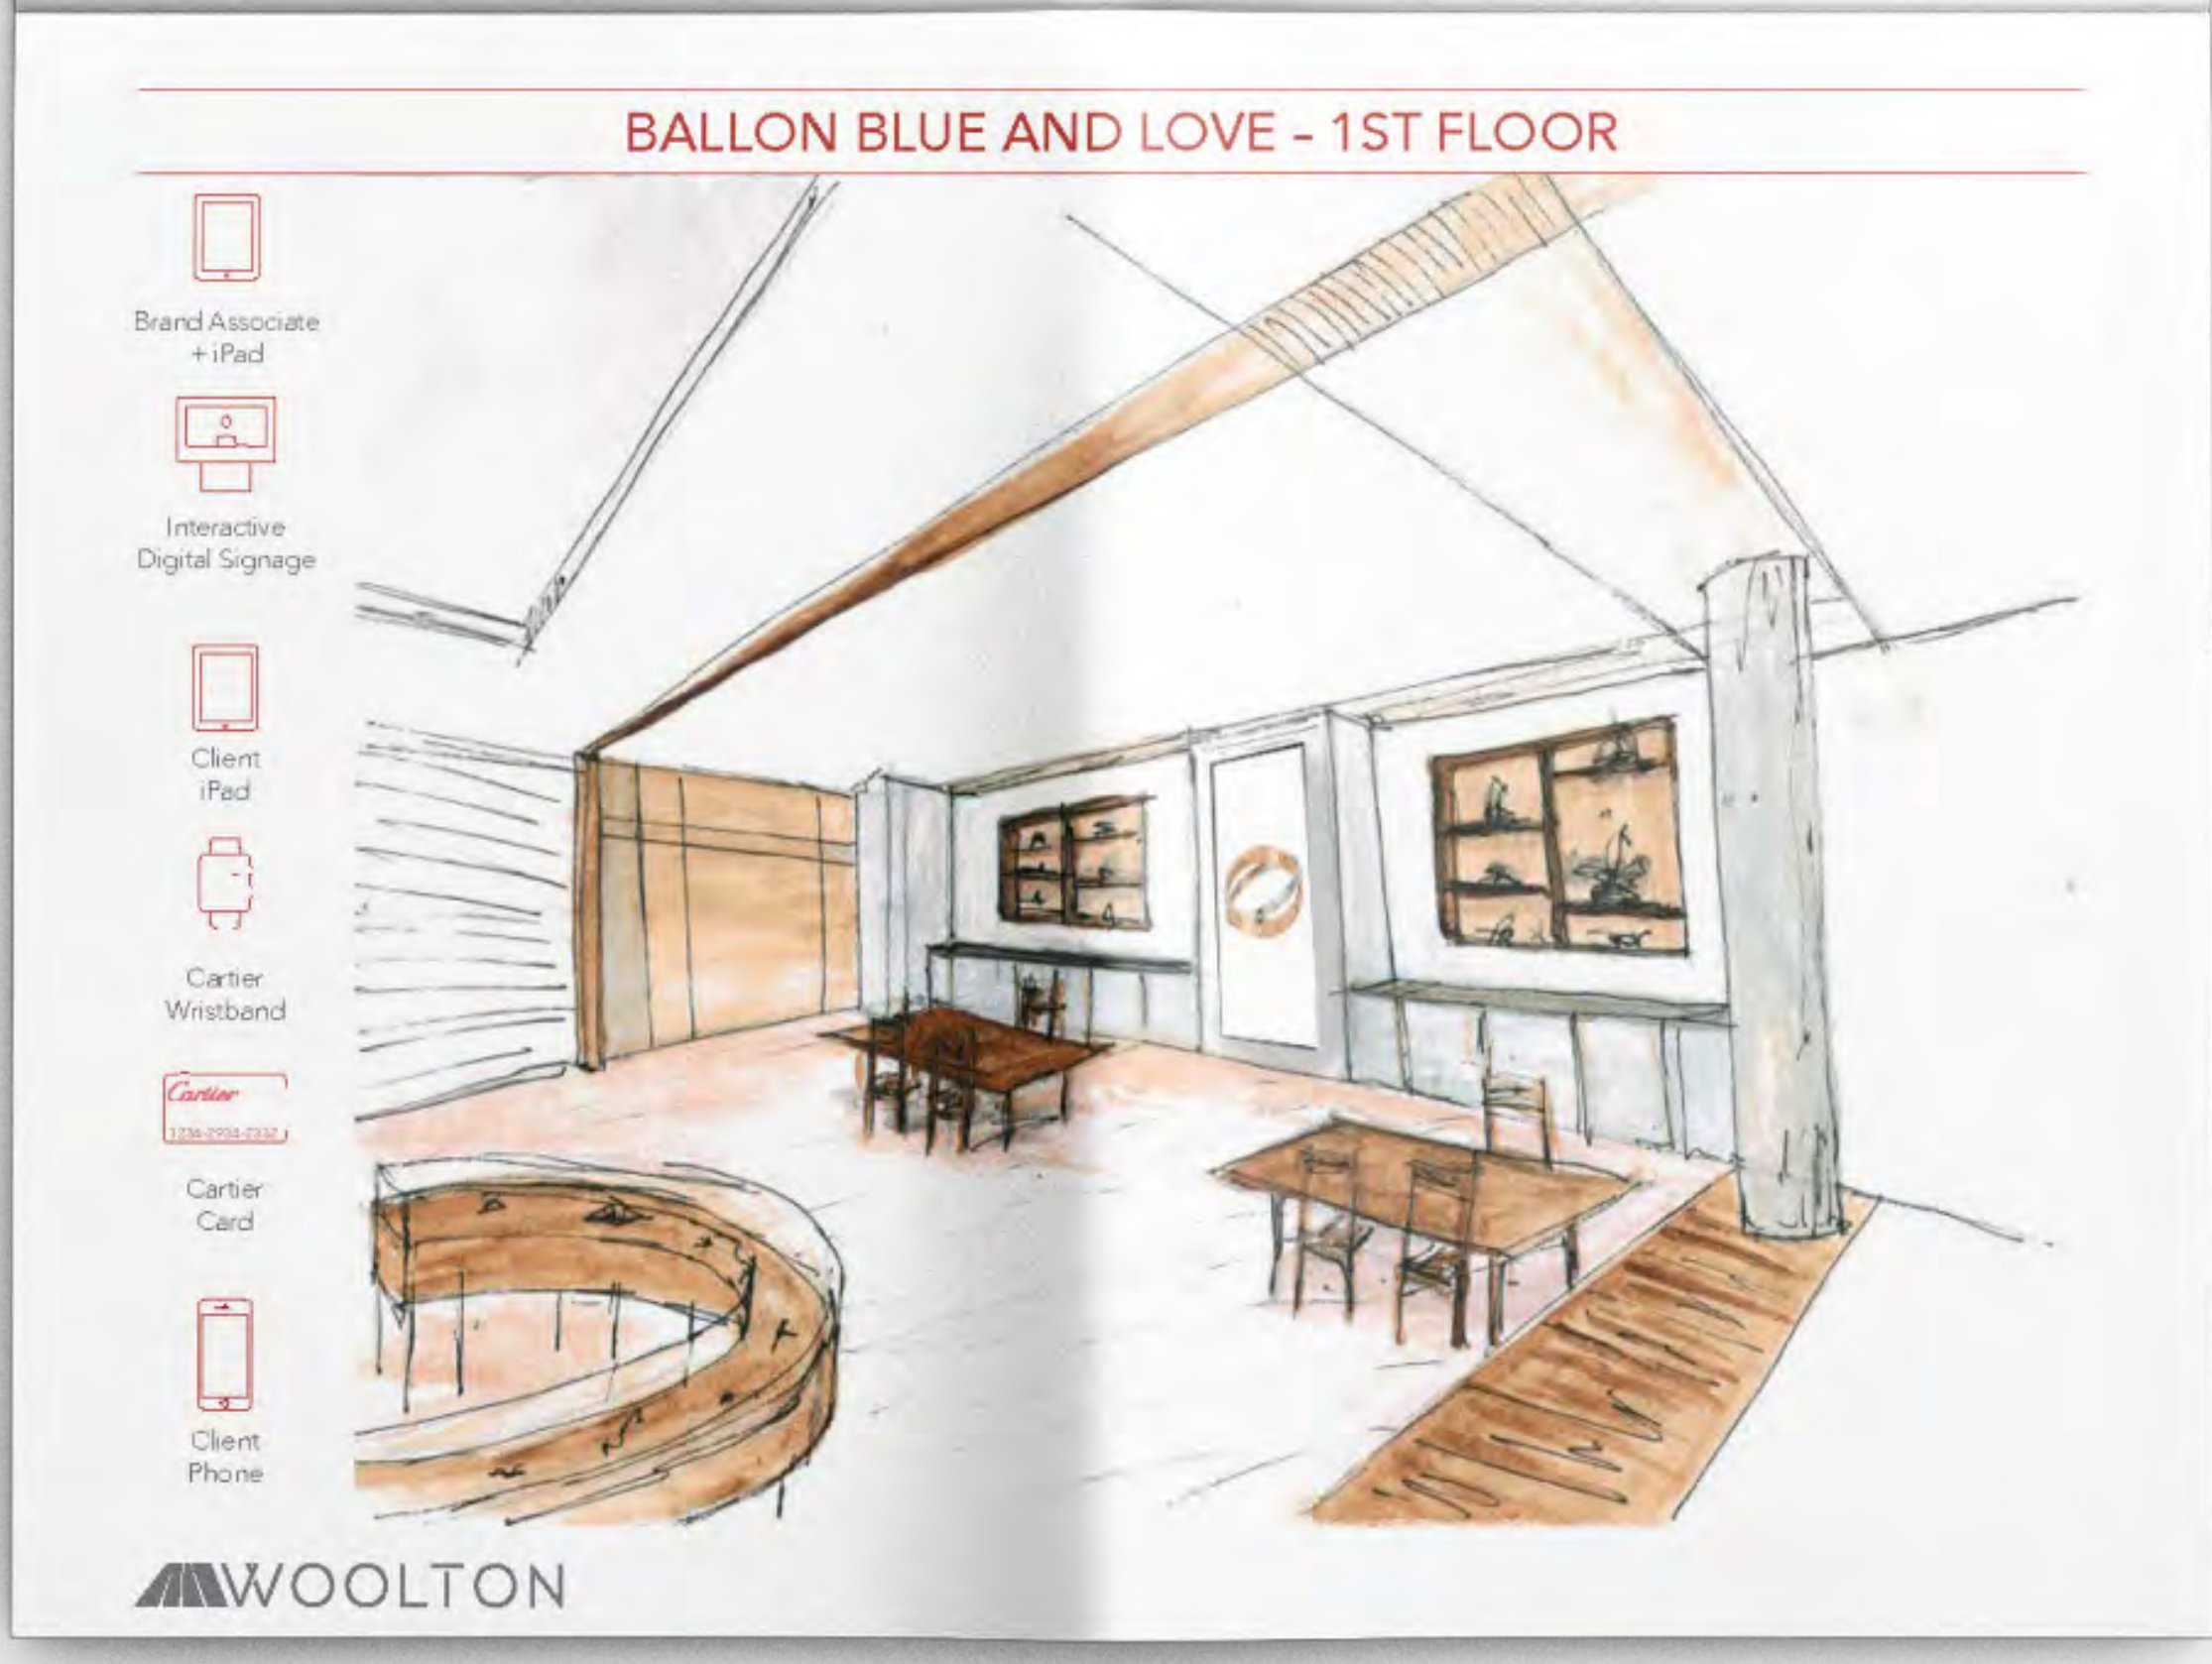 BALLON BLUE AND LOVE – 1ST FLOOR
Brand Associate
+ iPad
Interactive
Digital Signage
Client
iPad
Cartier
Wristband
Cartier
Cartier
Card
Client
Phone
WOOLTON